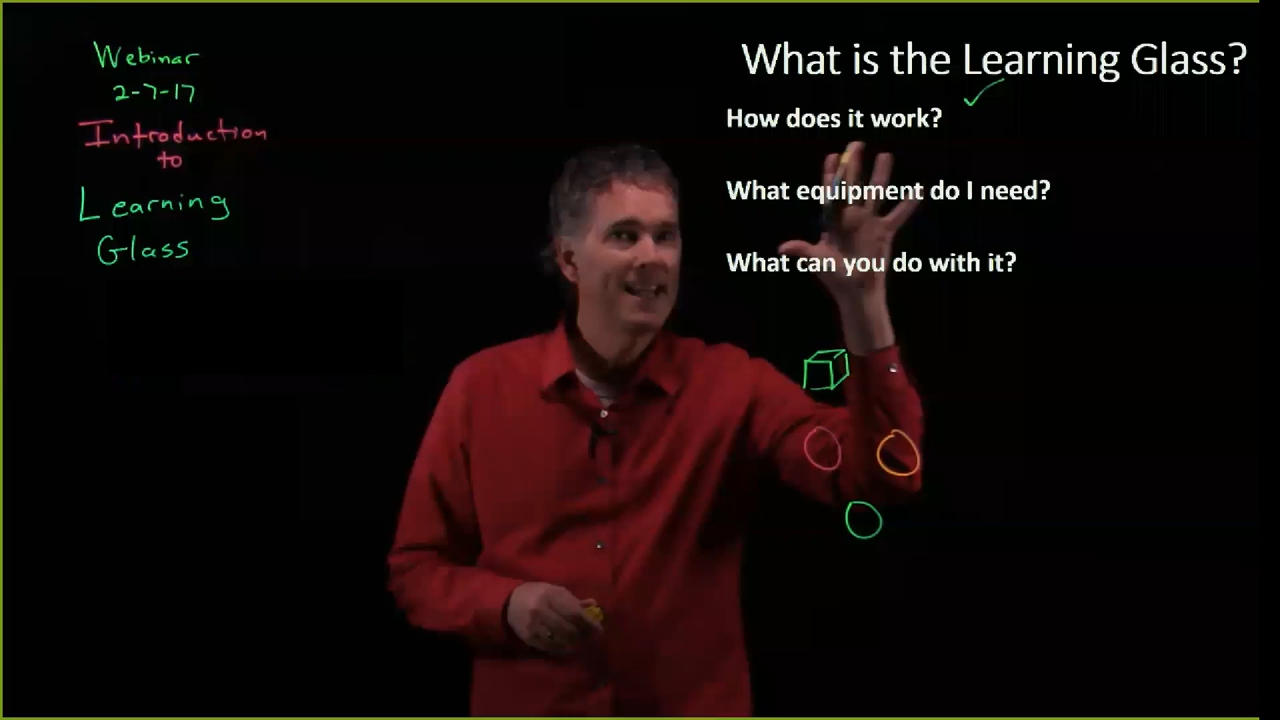 Webinar
2-7-17
Introduction
to
Learning
Glass
What is the Learning Glass?
How does it work?
What equipment do I need?
What can you do with it?